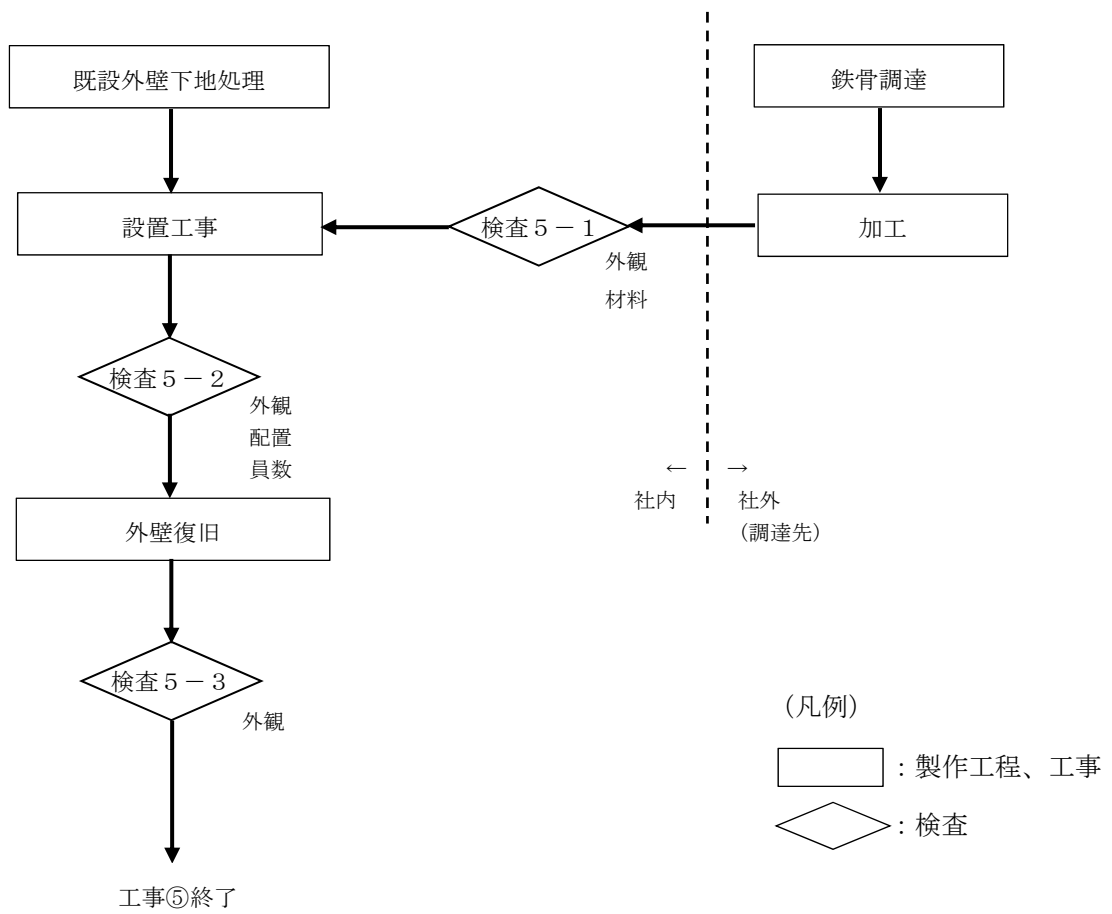 既設外壁下地処理
鉄骨調達
設置工事
検査５－１
加工
外観
材料
検査５－２
外観
配置
員数
← →
社内 社外
(調達先)
外壁復旧
検査５－３
外観
(凡例)
：製作工程、工事
：検査
工事⑤終了